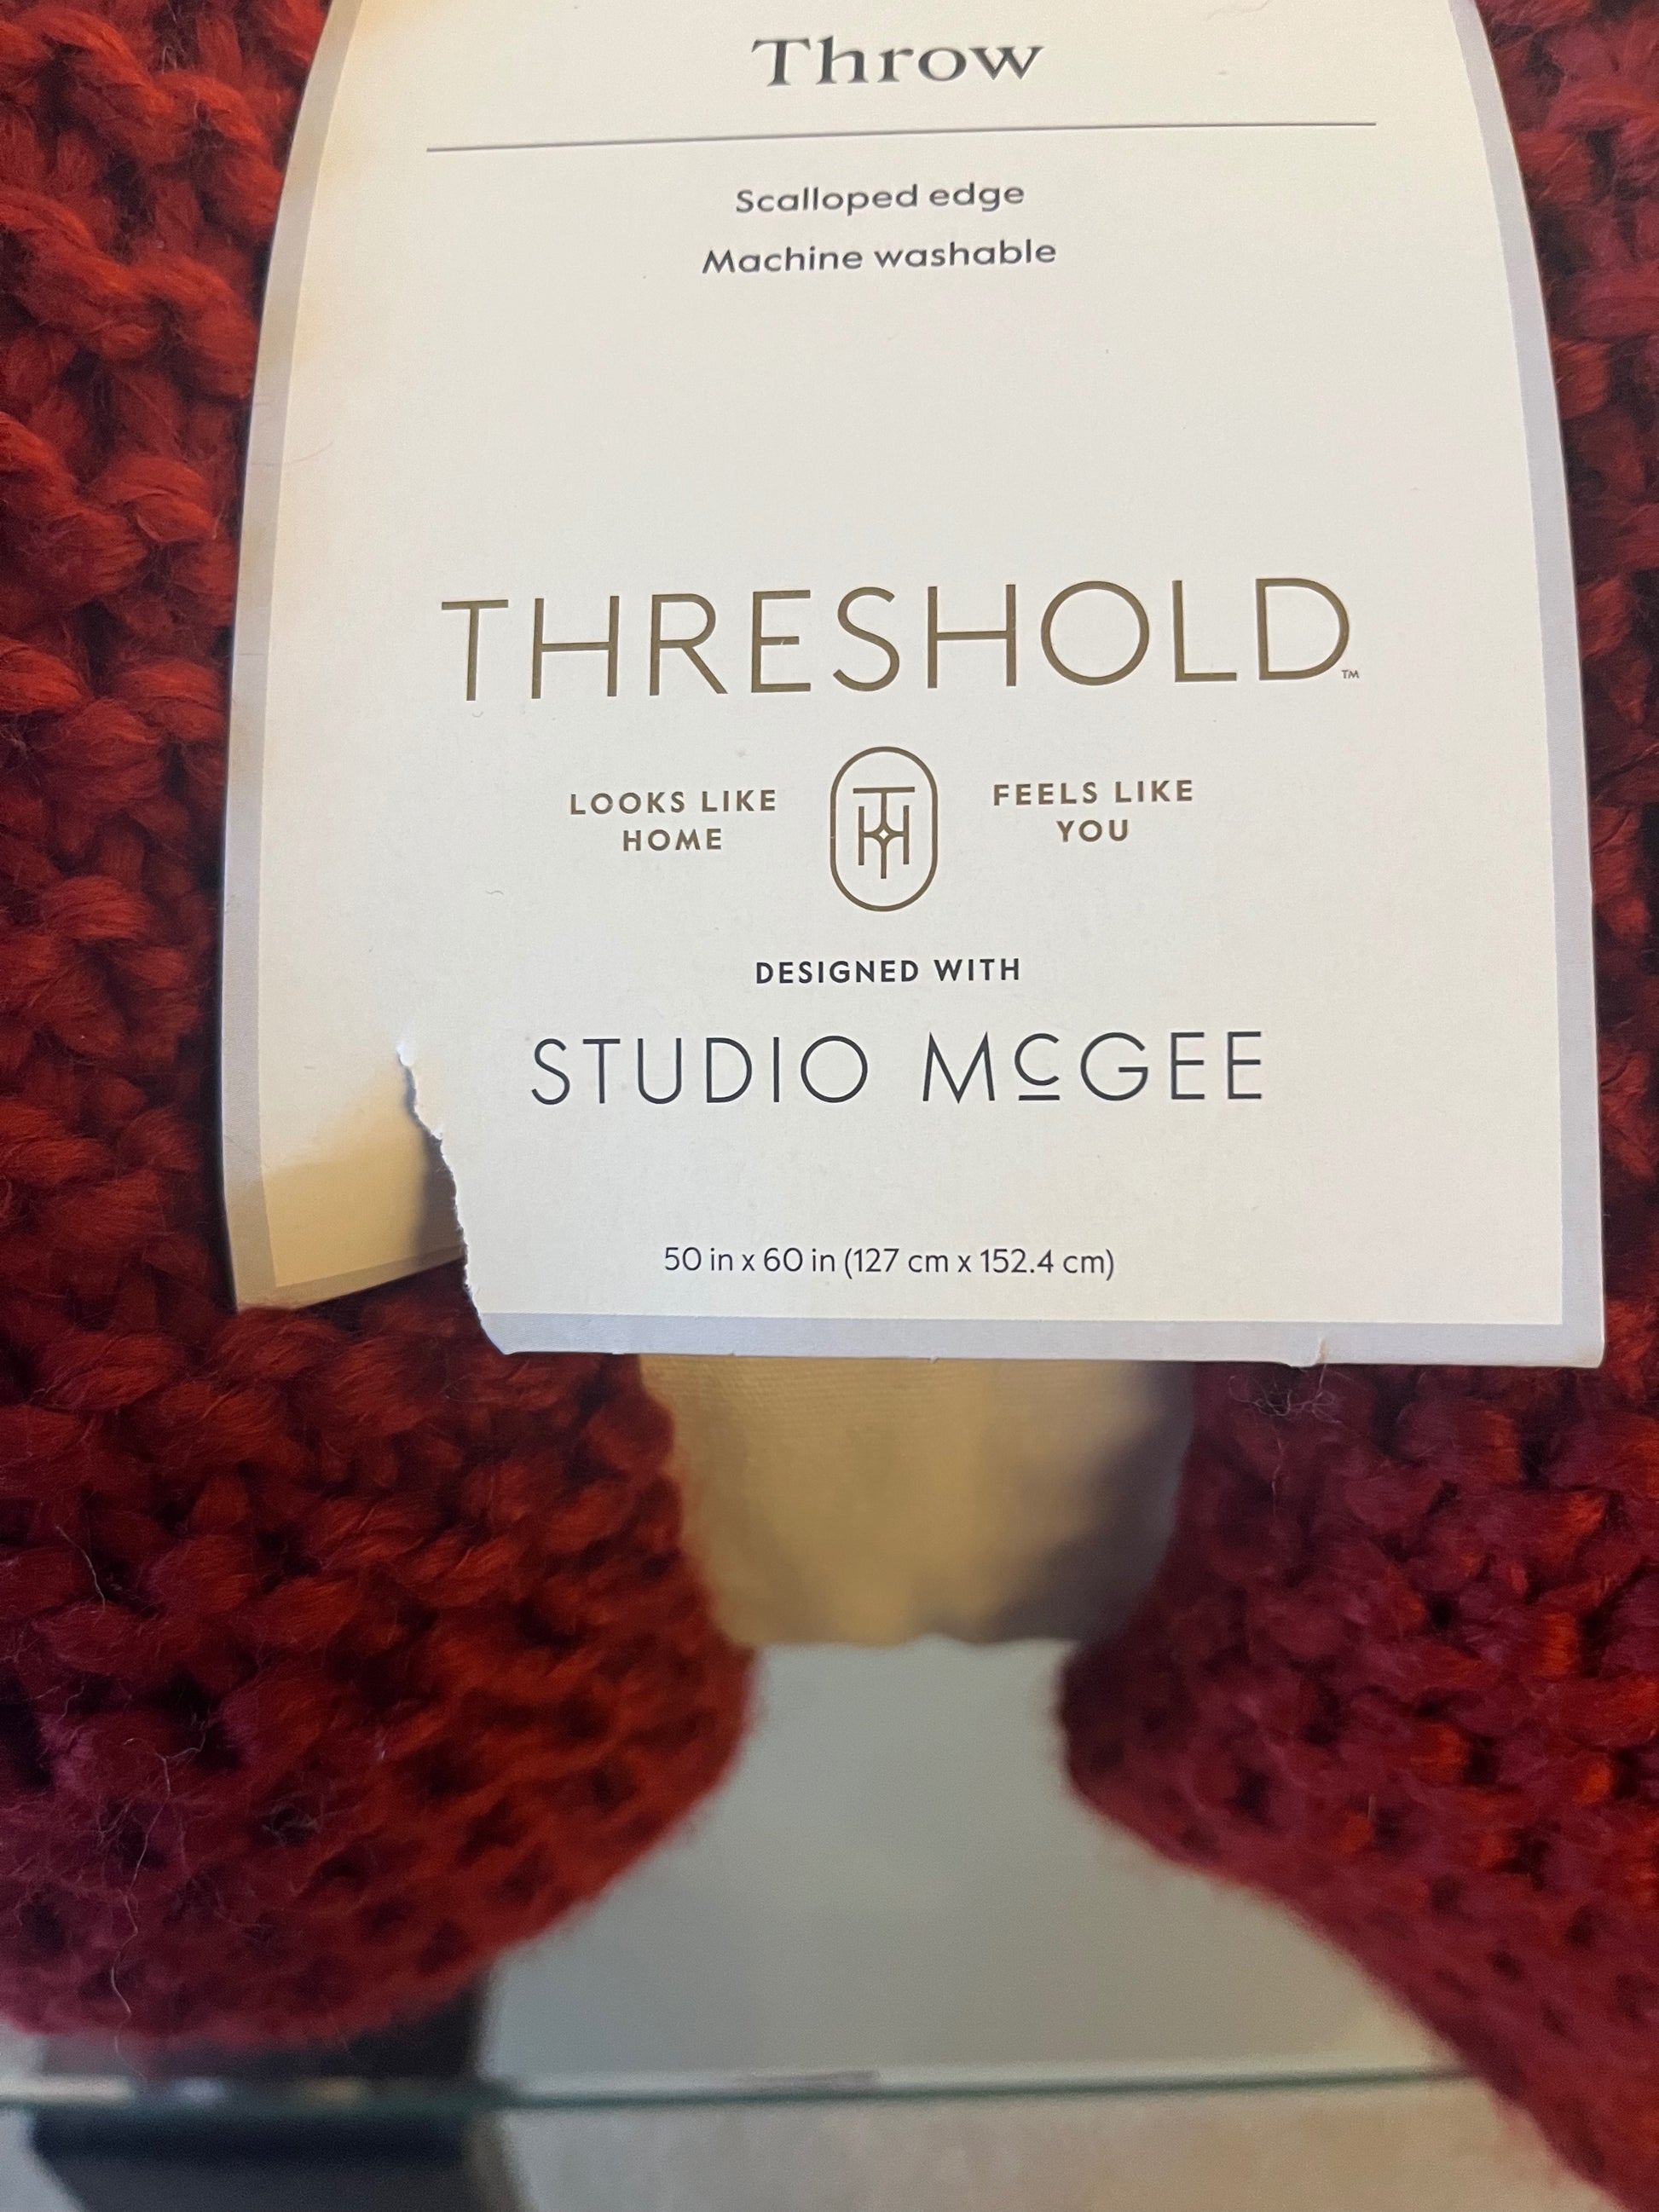 Throw
Scalloped edge
Machine washable
THRESHOLD™
LOOKS LIKE
HOME
FEELS LIKE
YOU
DESIGNED WITH
STUDIO McGEE
50 in x 60 in (127 cm x 152.4 cm)